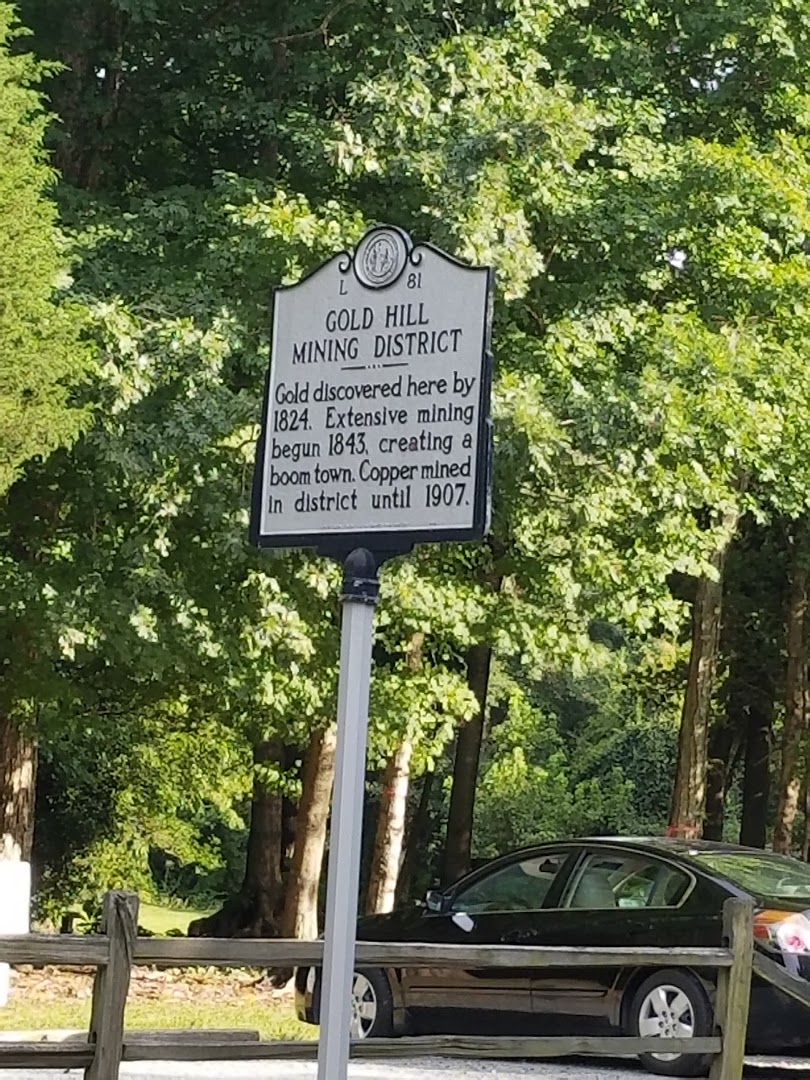 L 81
GOLD HILL
MINING DISTRICT
Gold discovered here by
1824. Extensive mining
begun 1843, creating a
boom town. Copper mined
in district until 1907.